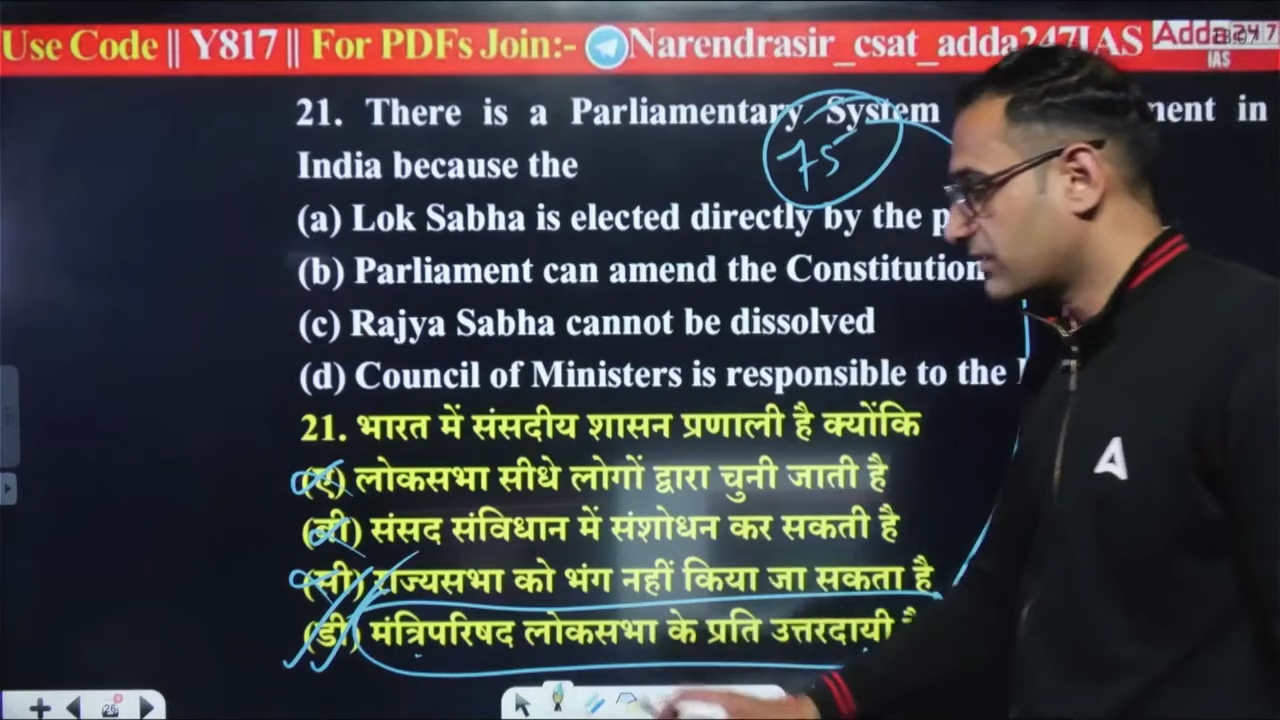 Use Code || Y817 || For PDFs Join:- Narendrasir_csat_adda247IAS Adda247
IAS
21. There is a Parliamentary System in
India because the
75
(a) Lok Sabha is elected directly by the
(b) Parliament can amend the Constitution
(c) Rajya Sabha cannot be dissolved
(d) Council of Ministers is responsible to the
21. भारत में संसदीय शासन प्रणाली है क्योंकि
(ए) लोकसभा सीधे लोगों द्वारा चुनी जाती है
(बी) संसद संविधान में संशोधन कर सकती है
(सी) राज्यसभा को भंग नहीं किया जा सकता है
(डी) मंत्रिपरिषद लोकसभा के प्रति उत्तरदायी
26